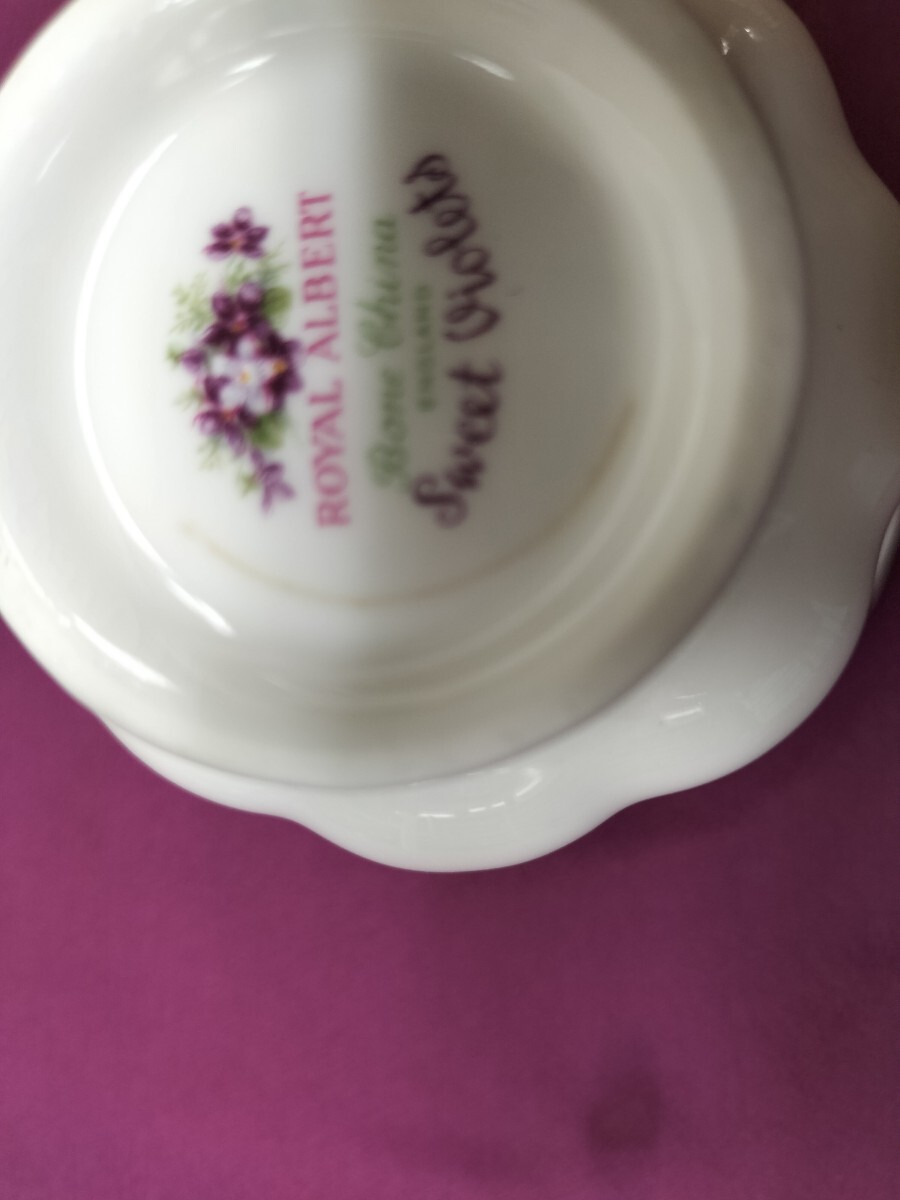 ROYAL ALBERT
Bone China
ENGLAND
Sweet Violets